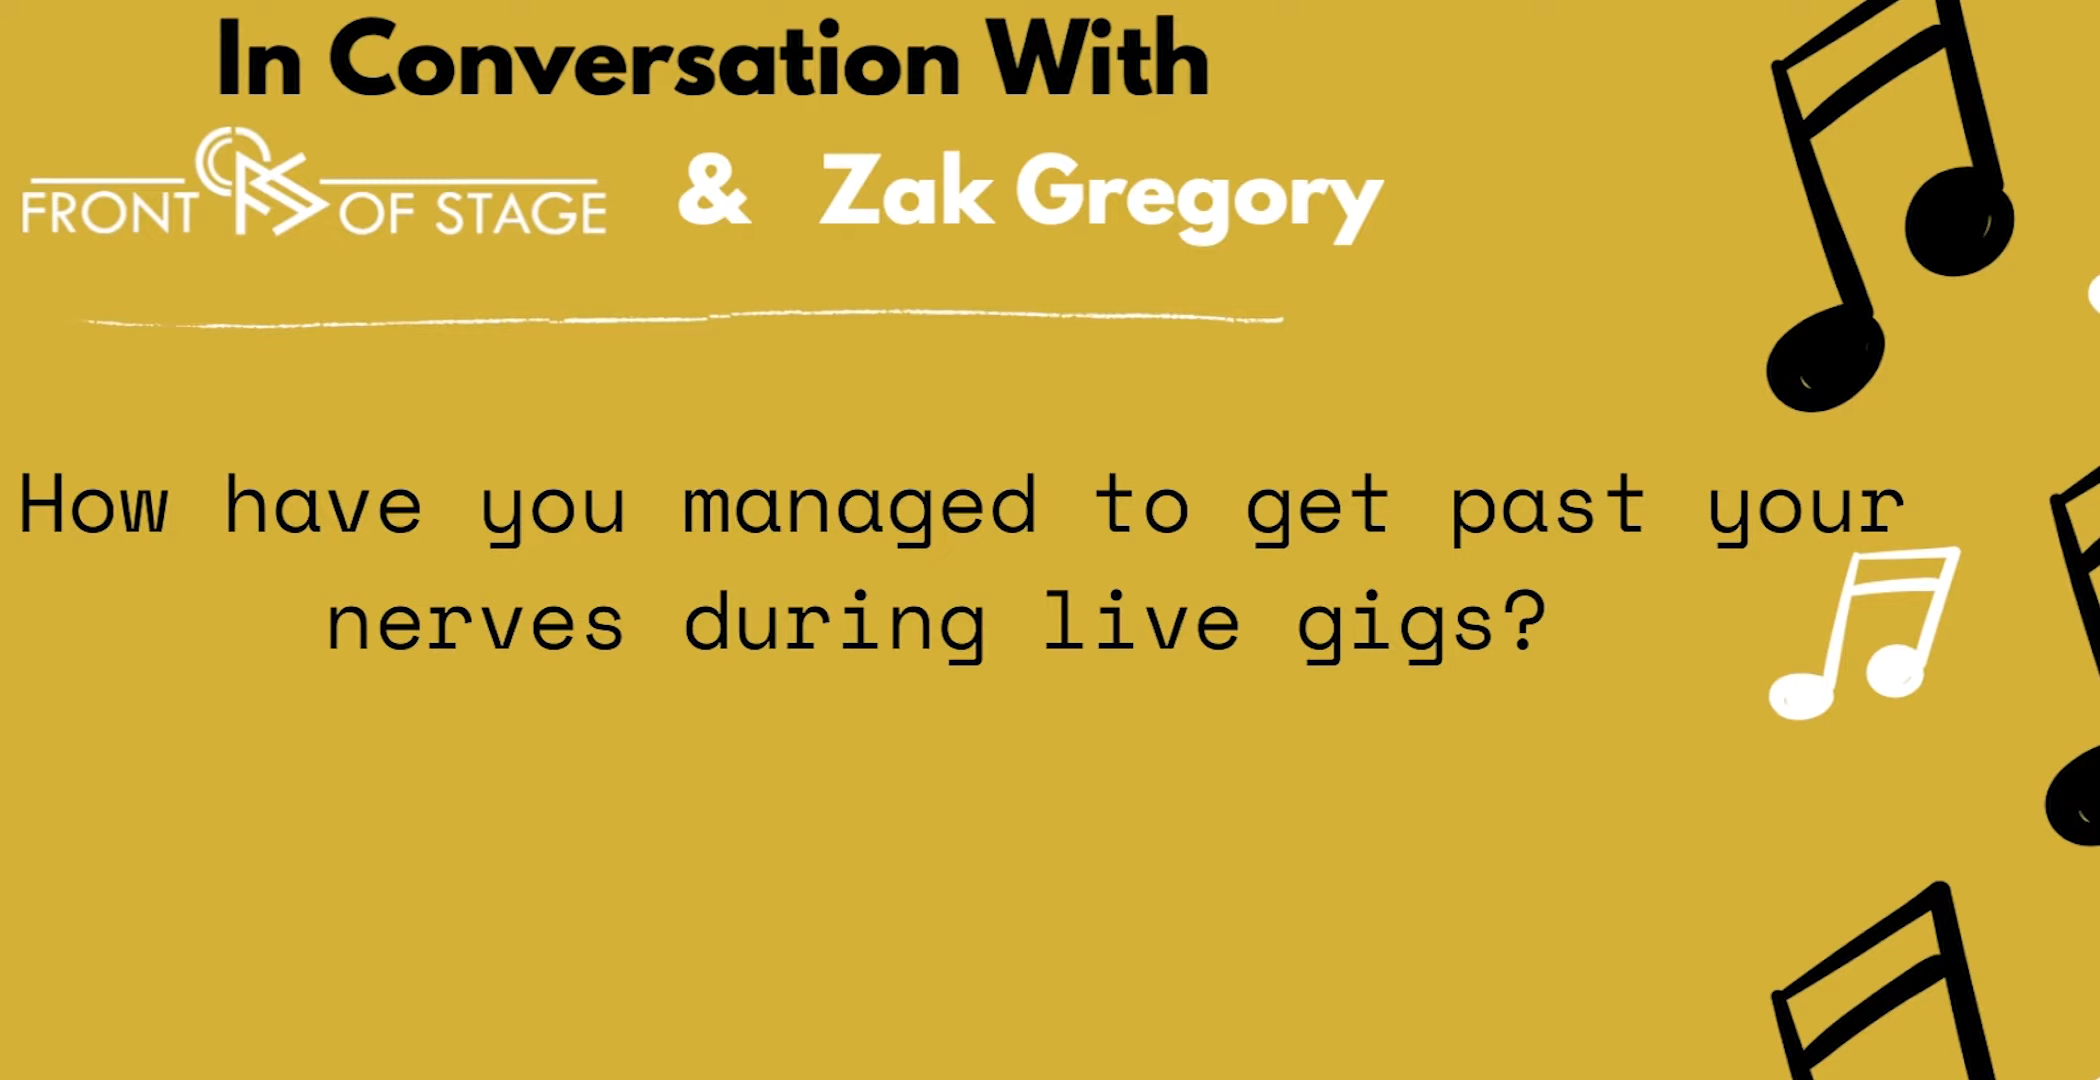 In Conversation With
FRONT OF STAGE & Zak Gregory
How have you managed to get past your
nerves during live gigs?